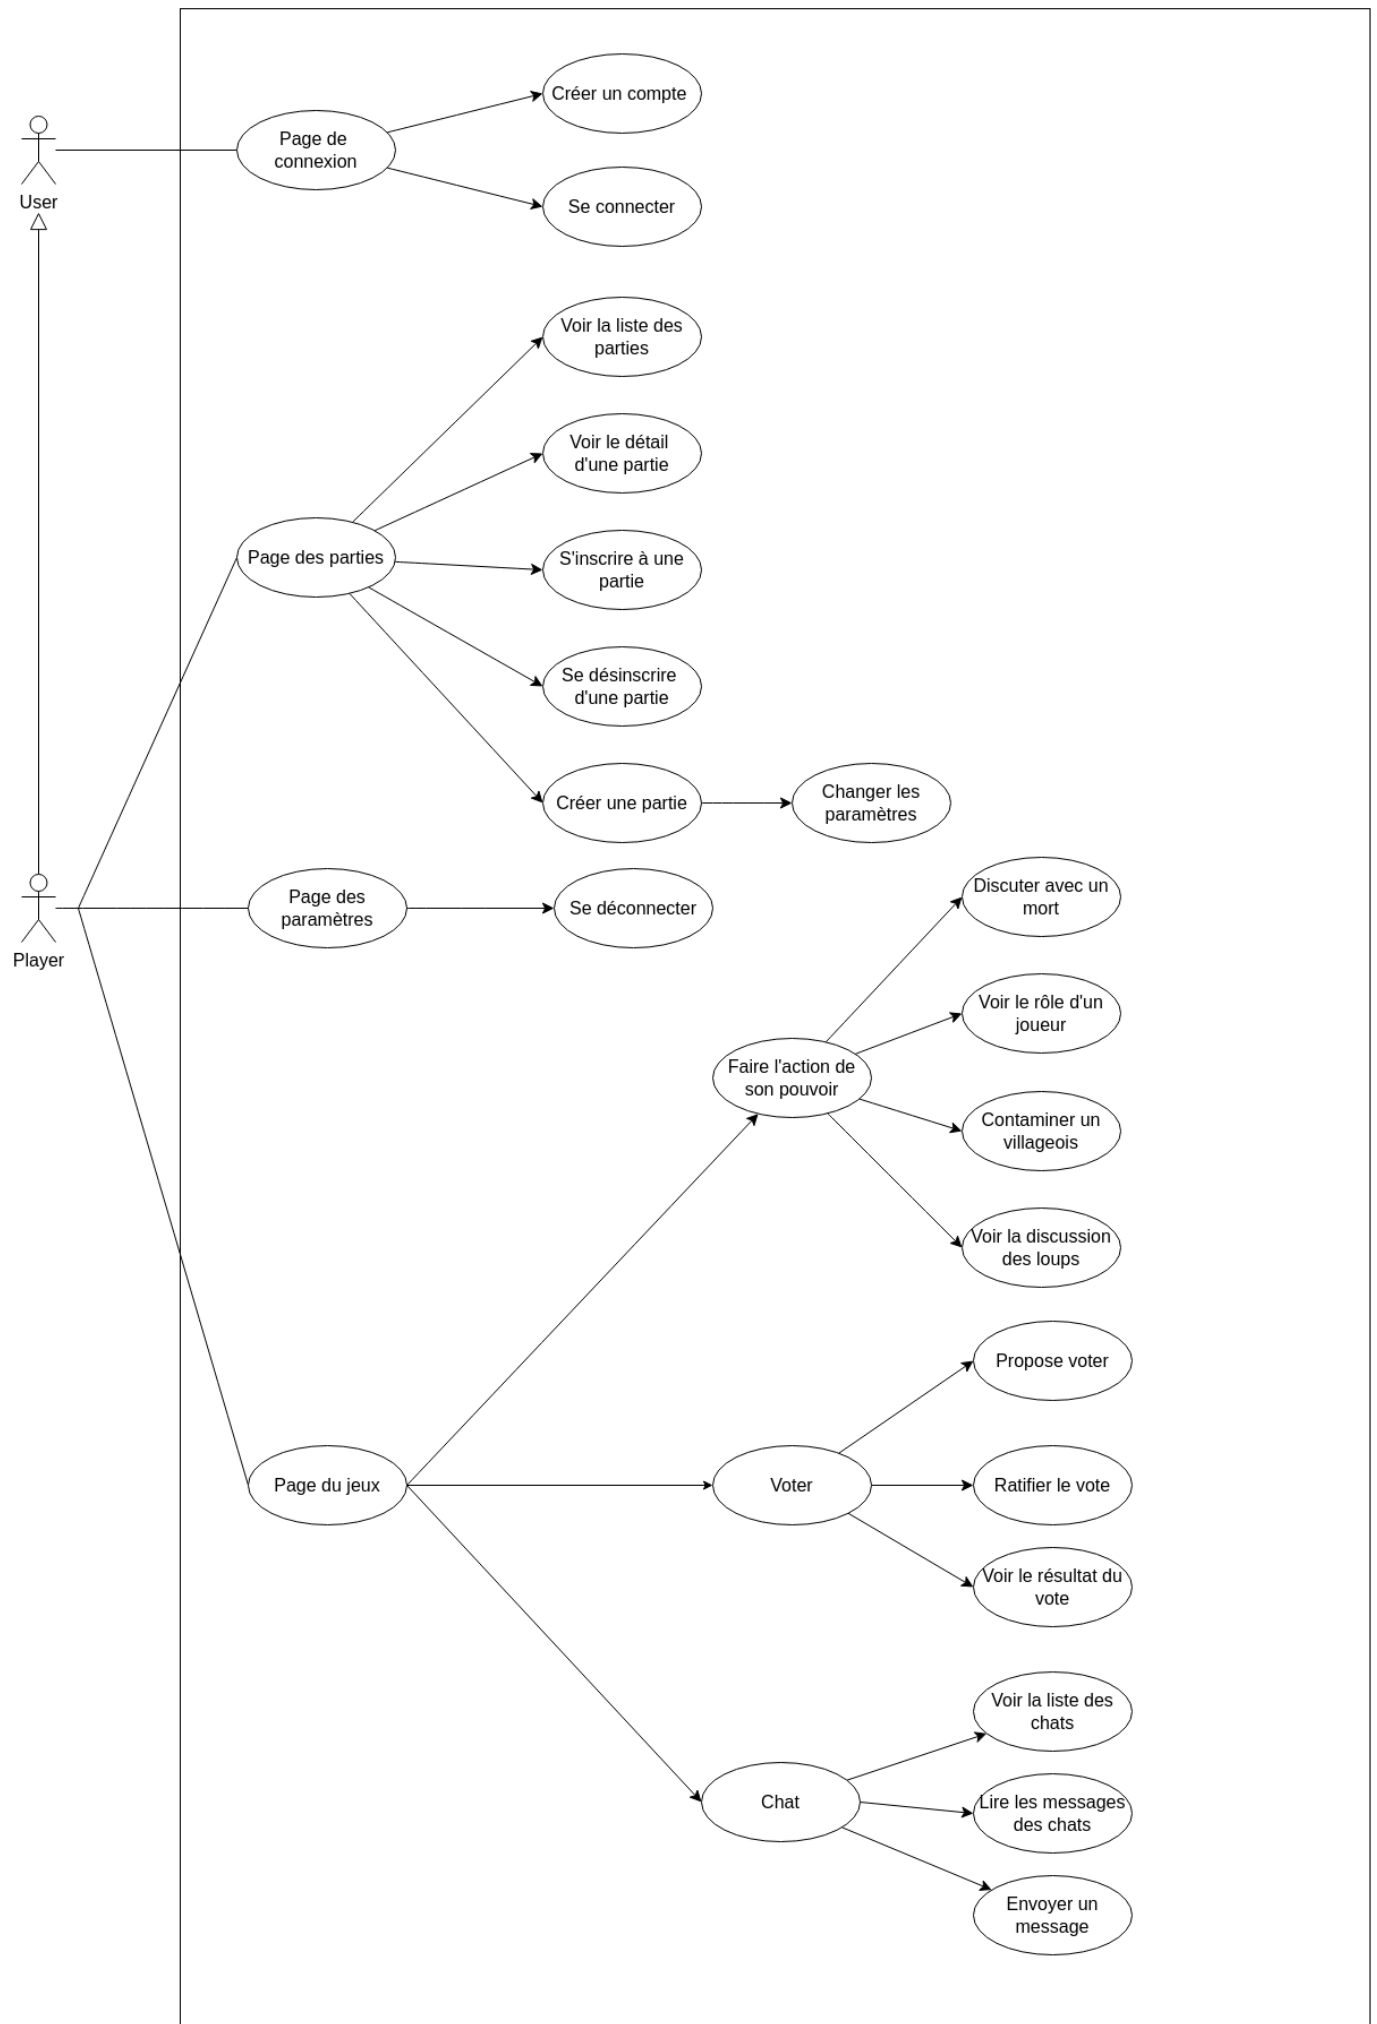 Créer un compte
Page de
connexion
User
Se connecter
Voir la liste des
parties
Voir le détail
d'une partie
Page des parties
S'inscrire à une
partie
Se désinscrire
d'une partie
Créer une partie
Changer les
paramètres
Player
Page des
paramètres
Se déconnecter
Discuter avec un
mort
Voir le rôle d'un
joueur
Faire l'action de
son pouvoir
Contaminer un
villageois
Voir la discussion
des loups
Propose voter
Page du jeux
Voter
Ratifier le vote
Voir le résultat du
vote
Voir la liste des
chats
Chat
Lire les messages
des chats
Envoyer un
message